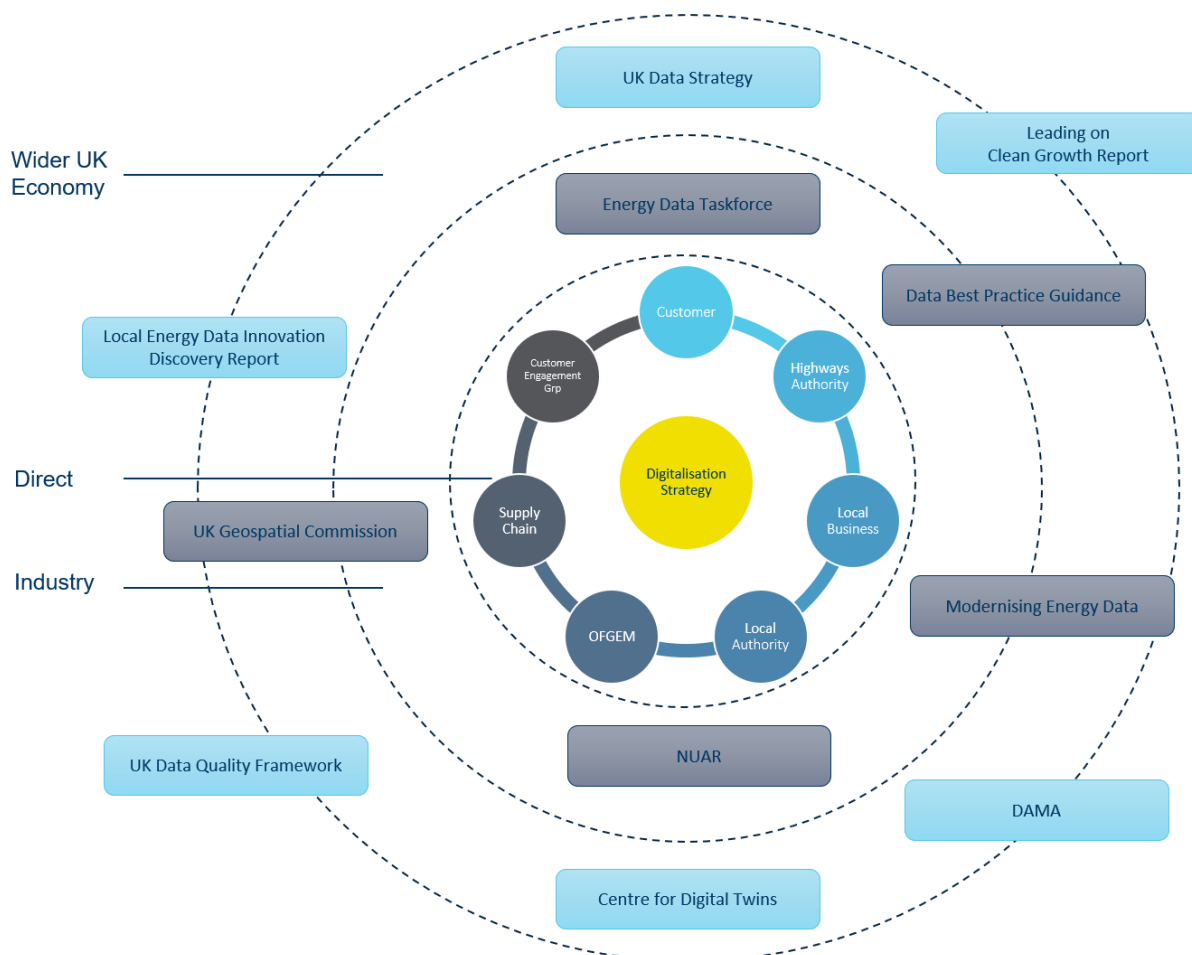 UK Data Strategy
Leading on
Clean Growth Report
Wider UK
Economy
Energy Data Taskforce
Data Best Practice Guidance
Customer
Local Energy Data Innovation
Discovery Report
Customer
Engagement
Grp
Highways
Authority
Direct
Digitalisation
Strategy
Supply
Chain
Local
Business
UK Geospatial Commission
Industry
Modernising Energy Data
OFGEM
Local
Authority
NUAR
UK Data Quality Framework
DAMA
Centre for Digital Twins